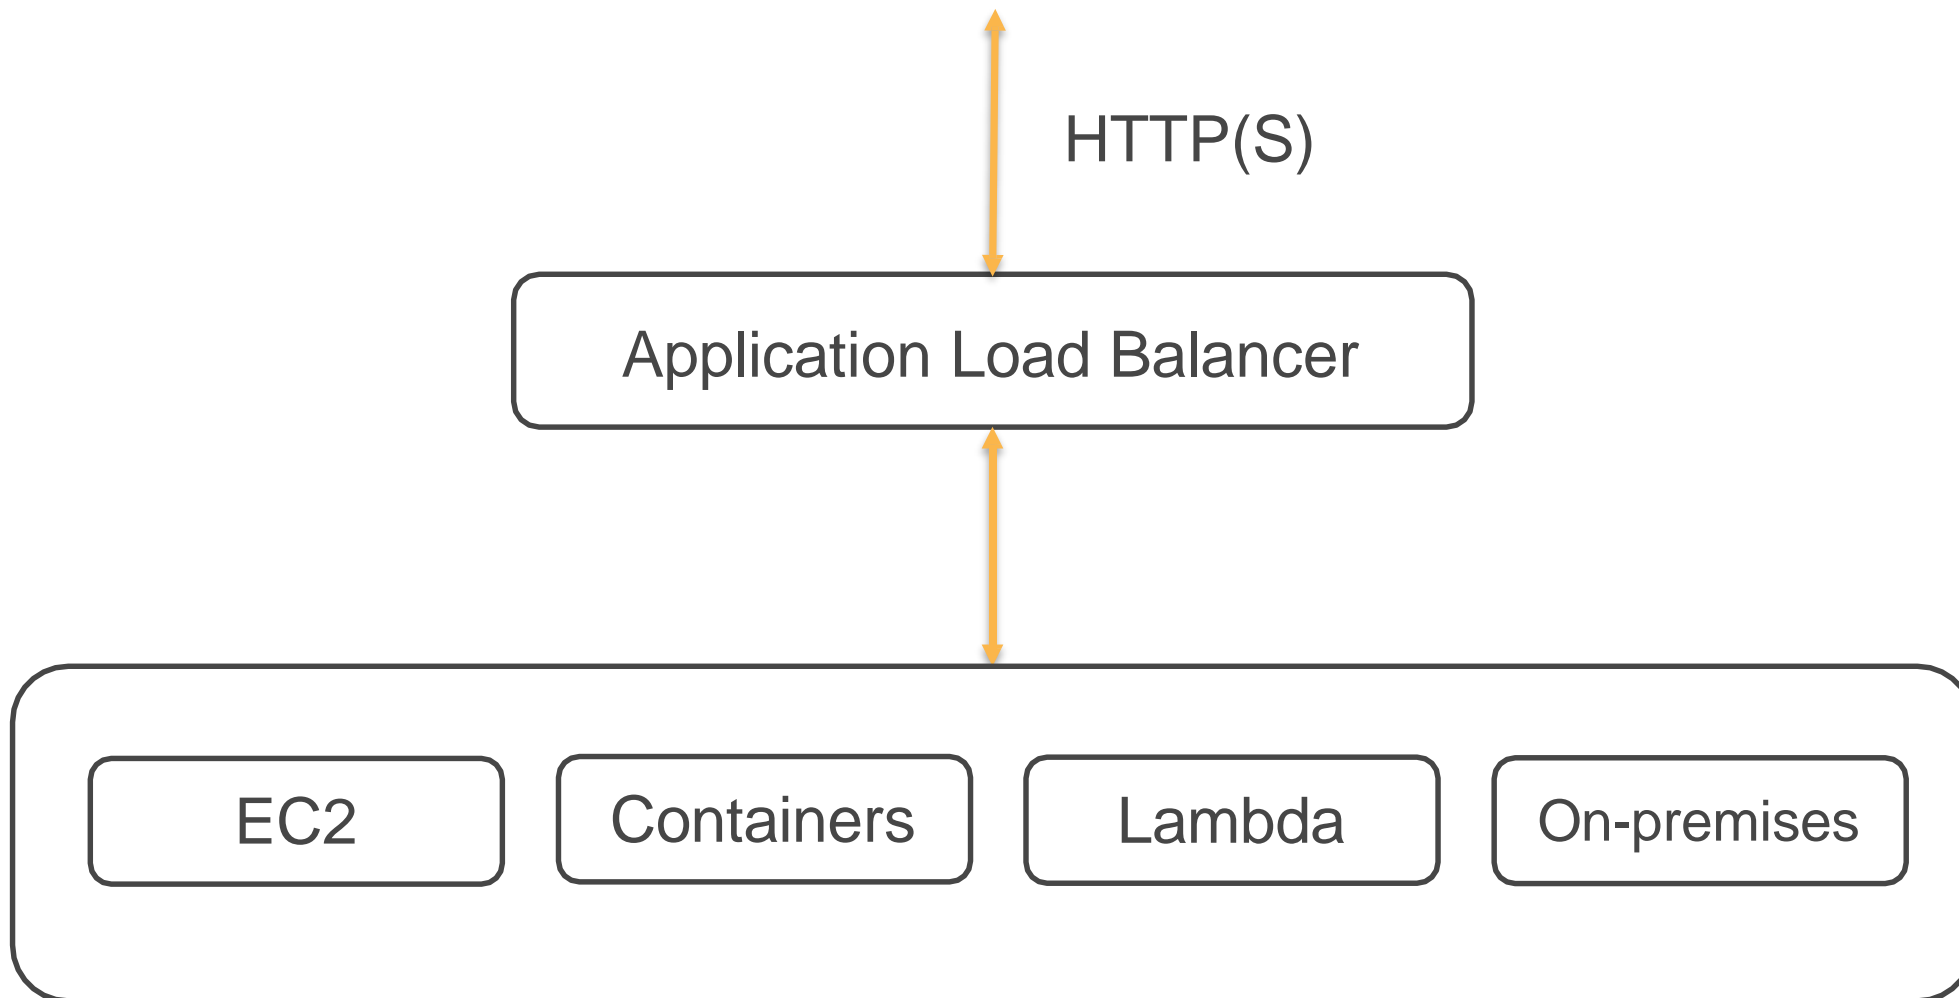 HTTP(S)
Application Load Balancer
EC2
Containers
Lambda
On-premises